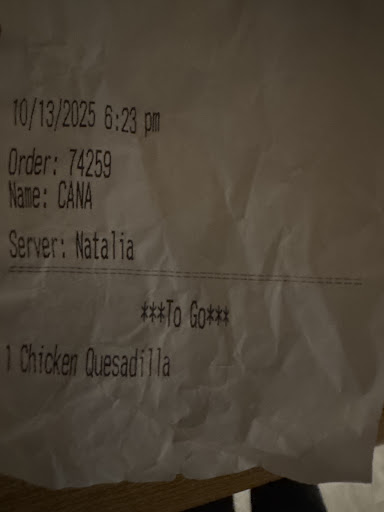 10/13/2025 6:23 pm
Order: 74259
Name: CANA
Server: Natalia
***To Go***
1 Chicken Quesadilla